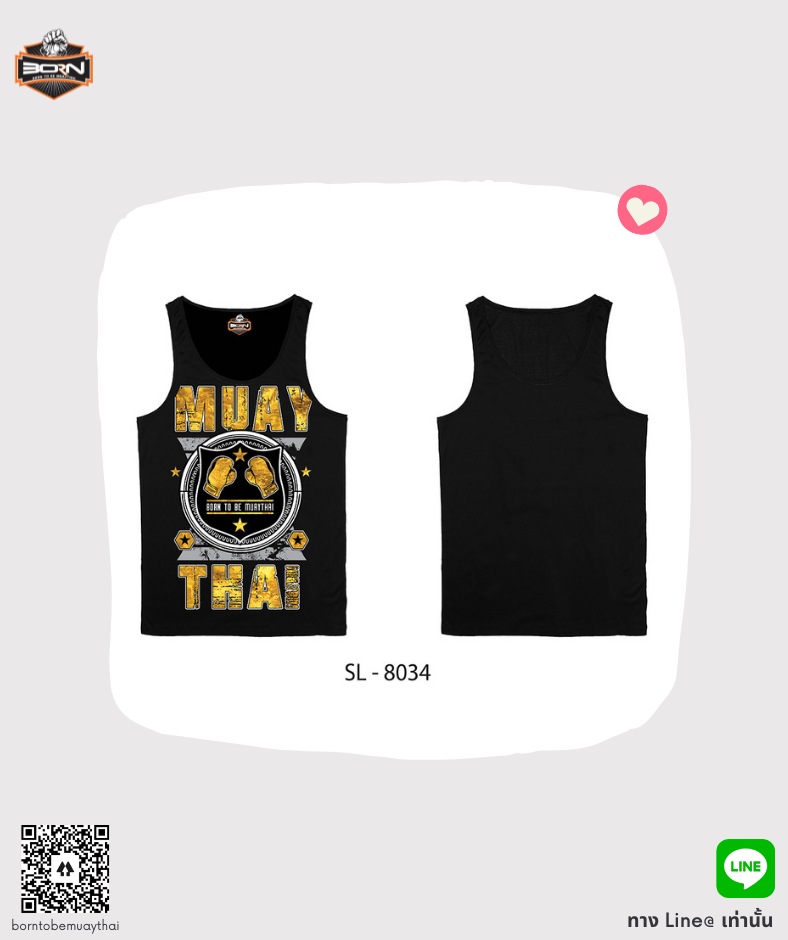 BORN
BORN TO BE MUAYTHAI
BORN
MUAY
BORN TO BE MUAYTHAI
THAI
SL - 8034
borntobemuaythai
LINE
ทาง Line@ เท่านั้น